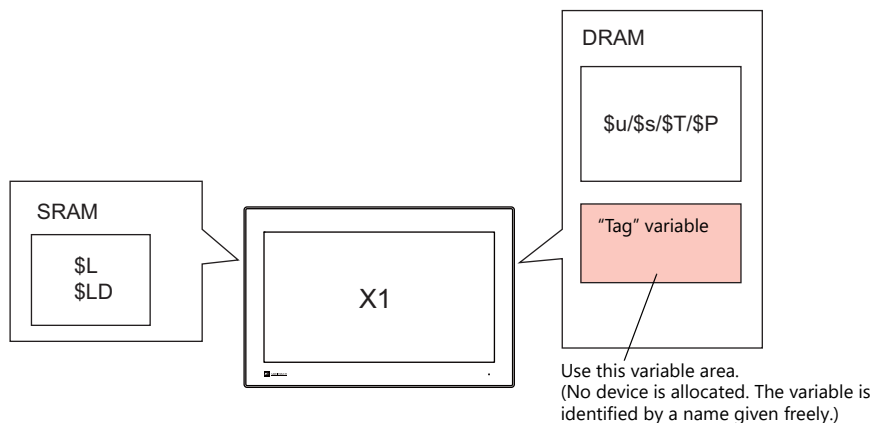 DRAM
$u/$s/$T/$P
“Tag” variable
SRAM
$L
$LD
X1
Use this variable area.
(No device is allocated. The variable is
identified by a name given freely.)